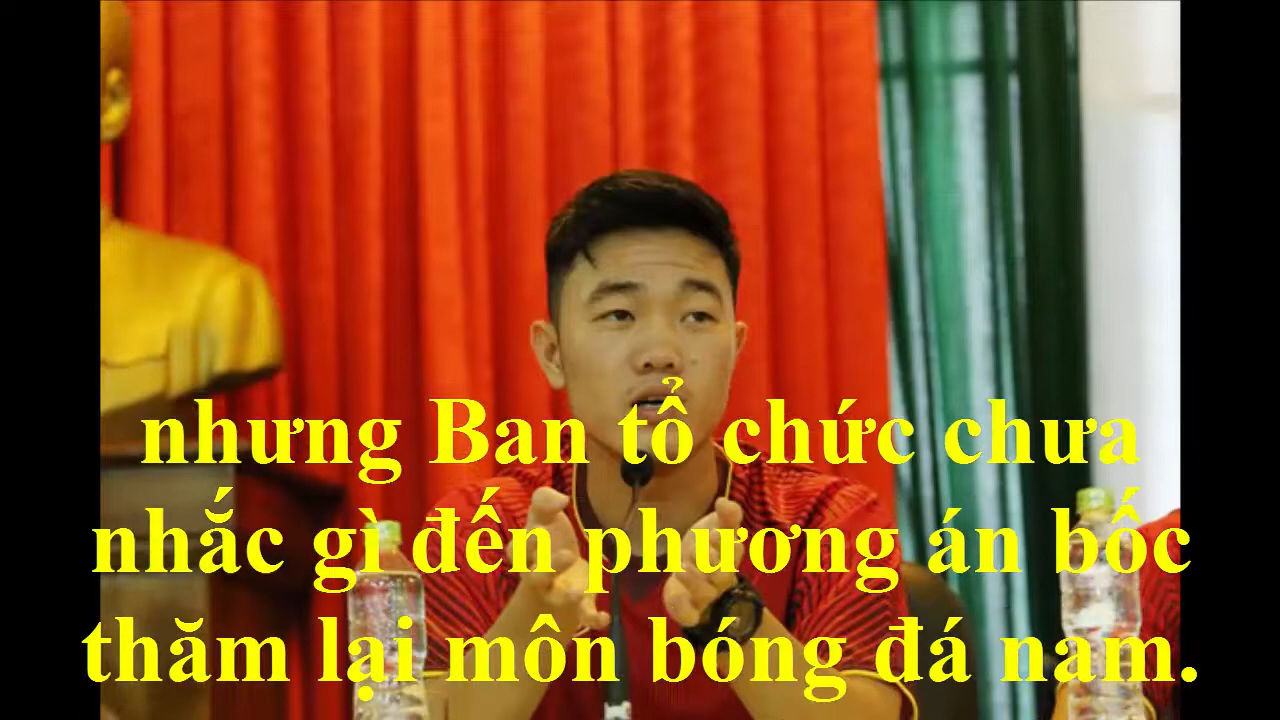 nhưng Ban tổ chức chưa
nhắc gì đến phương án bốc
thăm lại môn bóng đá nam.